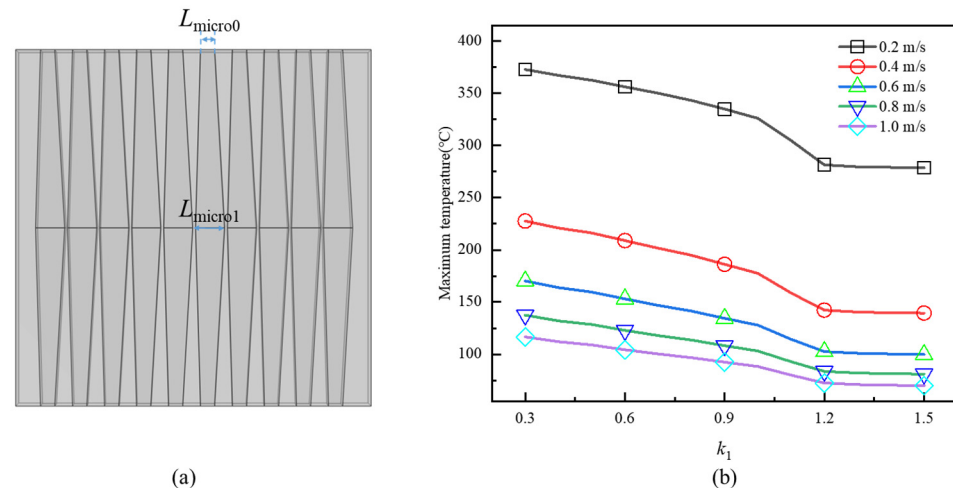 L_micro0
L_micro1
(a)
Maximum temperature(°C)
400
350
300
250
200
150
100
0.3 0.6 0.9 1.2 1.5
k_1
0.2 m/s
0.4 m/s
0.6 m/s
0.8 m/s
1.0 m/s
(b)